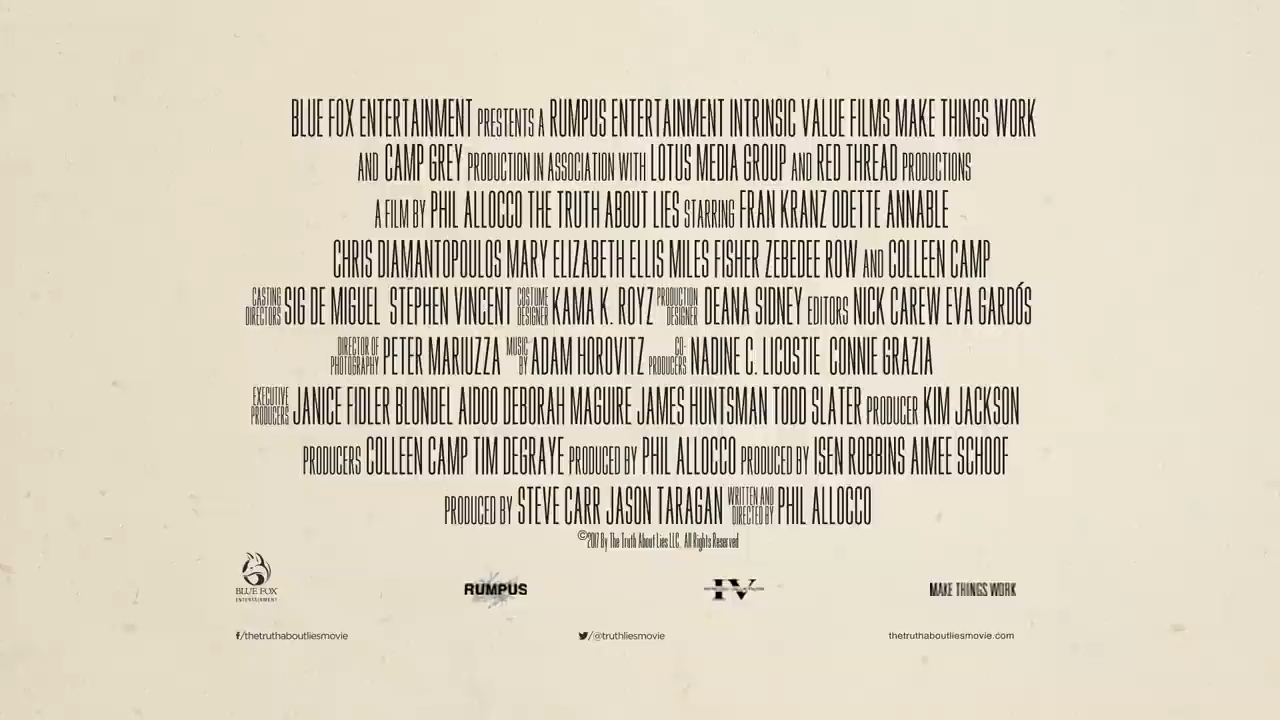 BLUE FOX ENTERTAINMENT PRESTENTS A RUMPUS ENTERTAINMENT INTRINSIC VALUE FILMS MAKE THINGS WORK
AND CAMP GREY PRODUCTION IN ASSOCIATION WITH LOTUS MEDIA GROUP AND RED THREAD PRODUCTIONS
A FILM BY PHIL ALLOCCO THE TRUTH ABOUT LIES STARRING FRAN KRANZ ODETTE ANNABLE
CHRIS DIAMANTOPOULOS MARY ELIZABETH ELLIS MILES FISHER ZEBEDEE ROW AND COLLEEN CAMP
CASTING DIRECTORS SIG DE MIGUEL STEPHEN VINCENT COSTUME DESIGNER KAMA K. ROYZ PRODUCTION DESIGNER DEANA SIDNEY EDITORS NICK CAREW EVA GARDÓS
DIRECTOR OF PHOTOGRAPHY PETER MARIUZZA MUSIC BY ADAM HOROVITZ CO-PRODUCERS NADINE C. LICOSTIE CONNIE GRAZIA
EXECUTIVE PRODUCERS JANICE FIDLER BLONDEL AIDOO DEBORAH MAGUIRE JAMES HUNTSMAN TODD SLATER PRODUCER KIM JACKSON
PRODUCERS COLLEEN CAMP TIM DEGRAYE PRODUCED BY PHIL ALLOCCO PRODUCED BY ISEN ROBBINS AIMEE SCHOOF
PRODUCED BY STEVE CARR JASON TARAGAN WRITTEN AND DIRECTED BY PHIL ALLOCCO
©2017 By The Truth About Lies LLC. All Rights Reserved
BLUE FOX ENTERTAINMENT
RUMPUS
IV
MAKE THINGS WORK
f/thetruthaboutliesmovie
/@truthliesmovie
thetruthaboutliesmovie.com